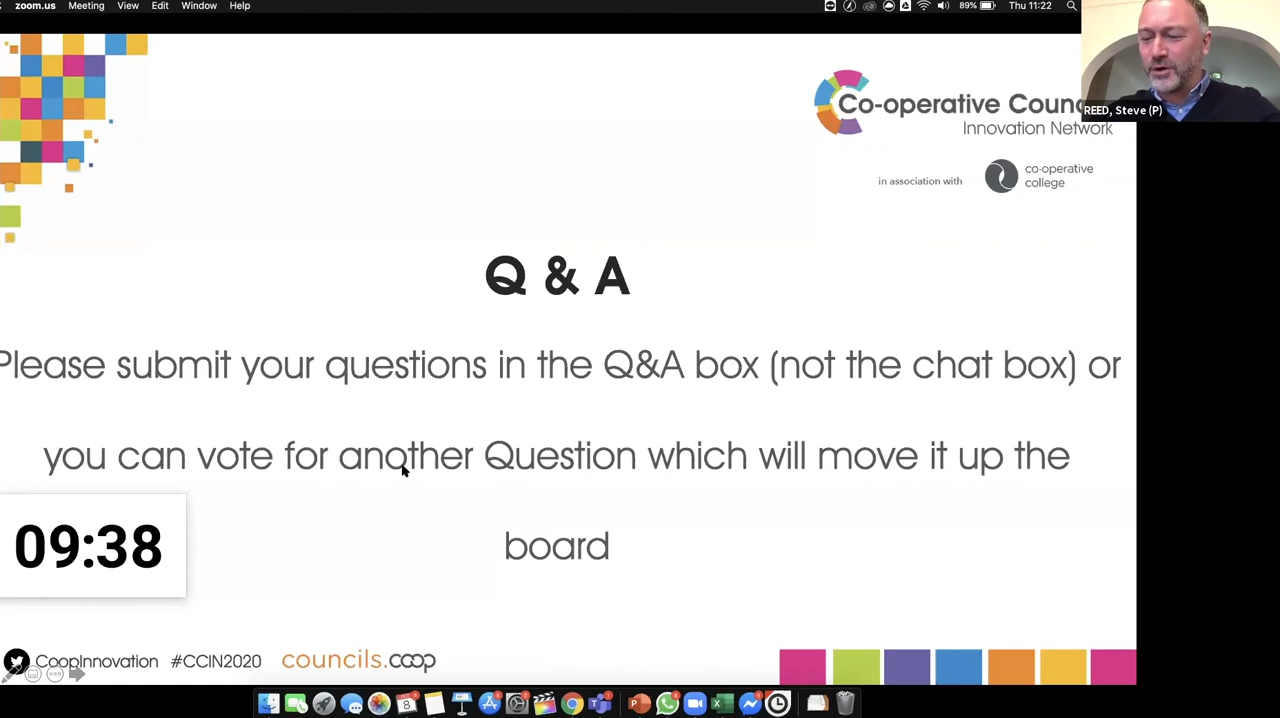 zoom.us Meeting View Edit Window Help 89% Thu 11:22
REED, Steve (P)
Co-operative Counc
Innovation Network
in association with
co-operative
college
Q & A
Please submit your questions in the Q&A box (not the chat box) or
you can vote for another Question which will move it up the
board
09:38
CoopInnovation #CCIN2020 councils.coop
8